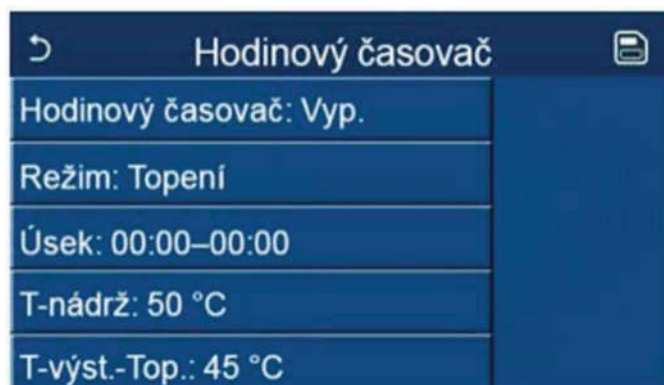 Hodinový časovač
Hodinový časovač: Vyp.
Režim: Topení
Úsek: 00:00–00:00
T-nádrž: 50 °C
T-výst.-Top.: 45 °C